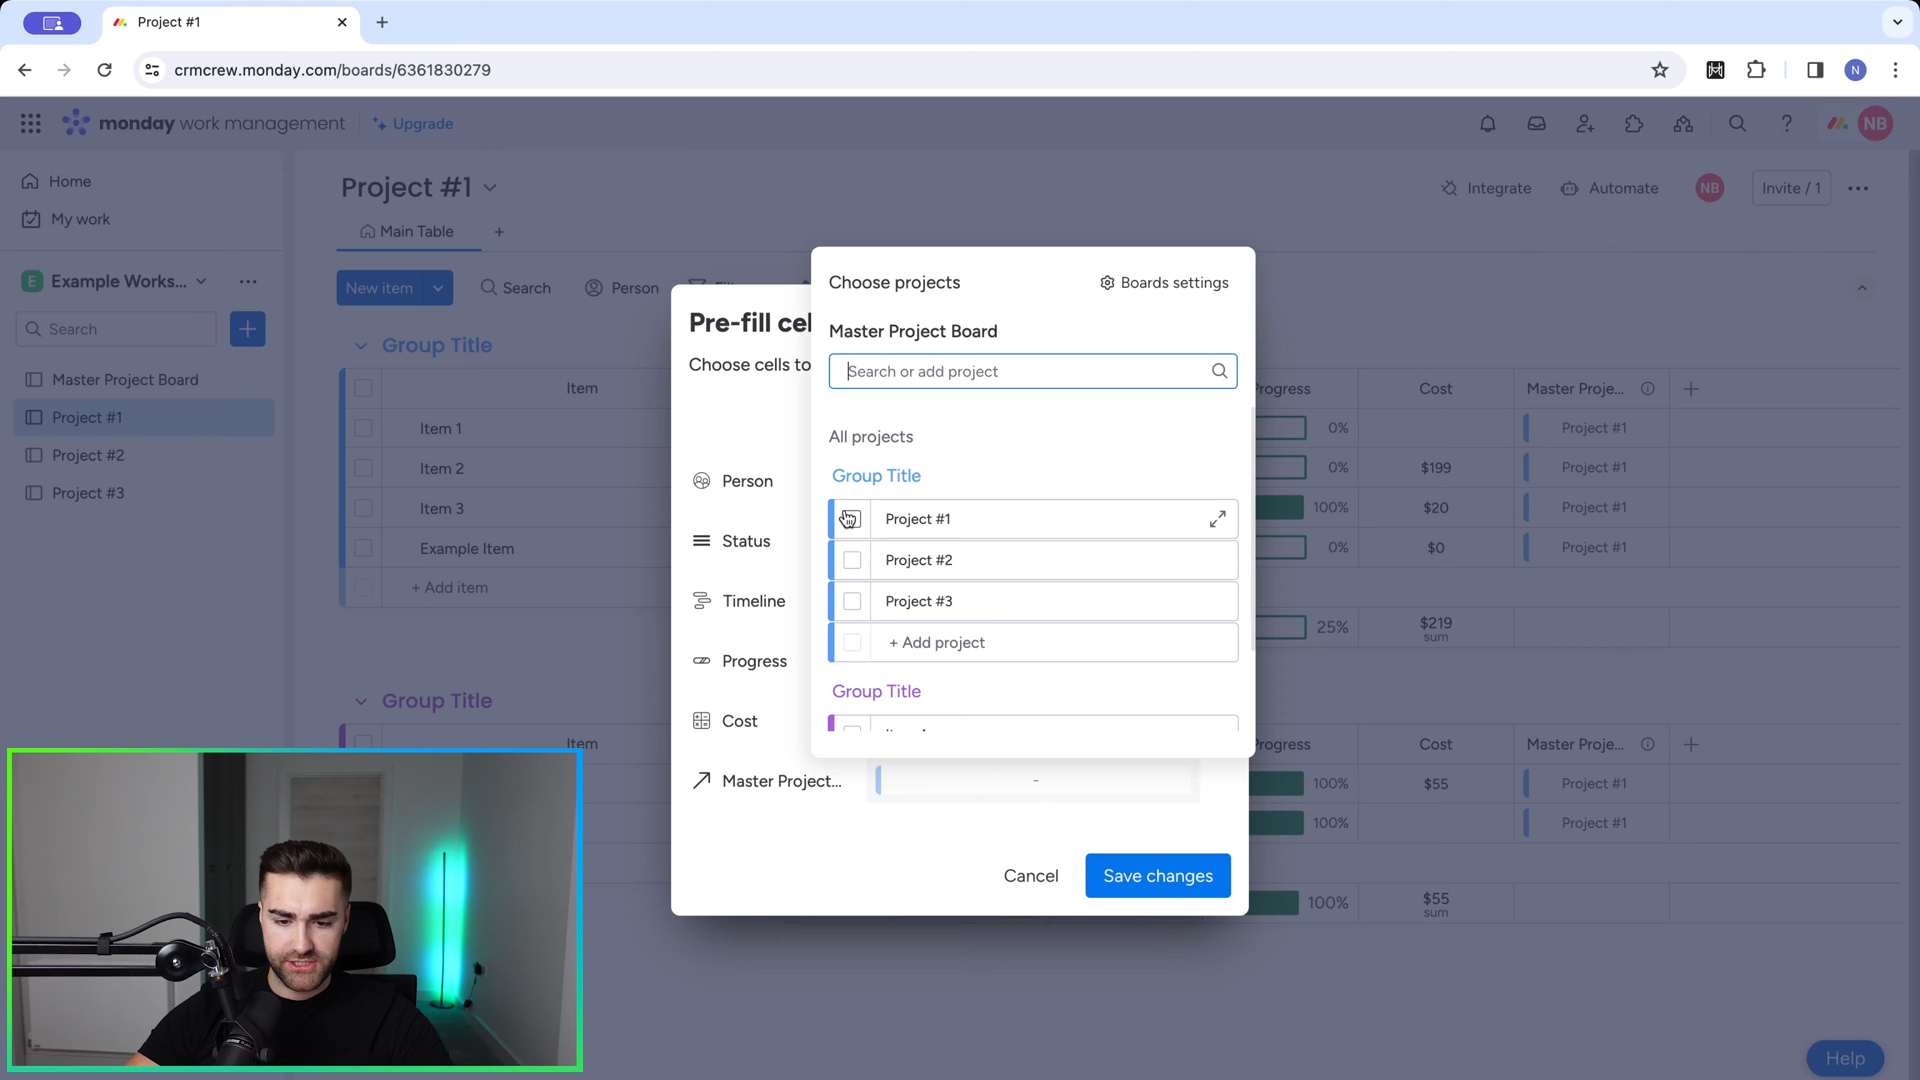 Project #1
crmcrew.monday.com/boards/6361830279
N
monday work management
Upgrade
NB
Home
My work
Example Works...
Search
Master Project Board
Project #1
Project #2
Project #3
Project #1
Integrate
Automate
NB
Invite / 1
Main Table
New item
Search
Person
Group Title
Item
Progress
Cost
Master Proje...
Item 1
0%
Project #1
Item 2
0%
$199
Project #1
Item 3
100%
$20
Project #1
Example Item
0%
$0
Project #1
+ Add item
25%
$219
sum
Group Title
Item
Progress
Cost
Master Proje...
100%
$55
Project #1
100%
Project #1
100%
$55
sum
Pre-fill cel
Choose cells to
Person
Status
Timeline
Progress
Cost
Master Project...
-
Cancel
Save changes
Choose projects
Boards settings
Master Project Board
Search or add project
All projects
Group Title
Project #1
Project #2
Project #3
+ Add project
Group Title
Help